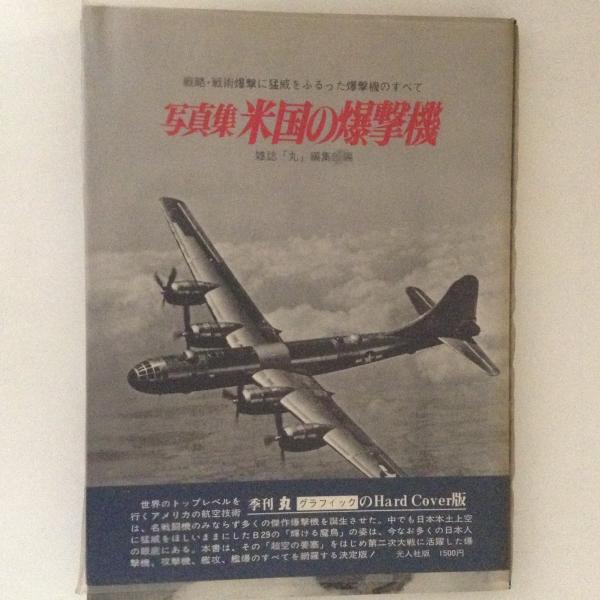 戦略・戦術爆撃に猛威をふるった爆撃機のすべて
写真集 米国の爆撃機
雑誌「丸」編集部編
世界のトップレベルを
行くアメリカの航空技術
季刊 丸 グラフィックのHard Cover版
は、名戦闘機のみならず多くの傑作爆撃機を誕生させた。中でも日本本土上空
に猛威をほしいままにしたB29の「輝ける魔鳥」の姿は、今なお多くの日本人
の眼底にある。本書は、その「超空の要塞」をはじめ第二次大戦に活躍した爆
撃機、攻撃機、艦攻、艦爆のすべてを網羅する決定版！ 光人社版 1500円